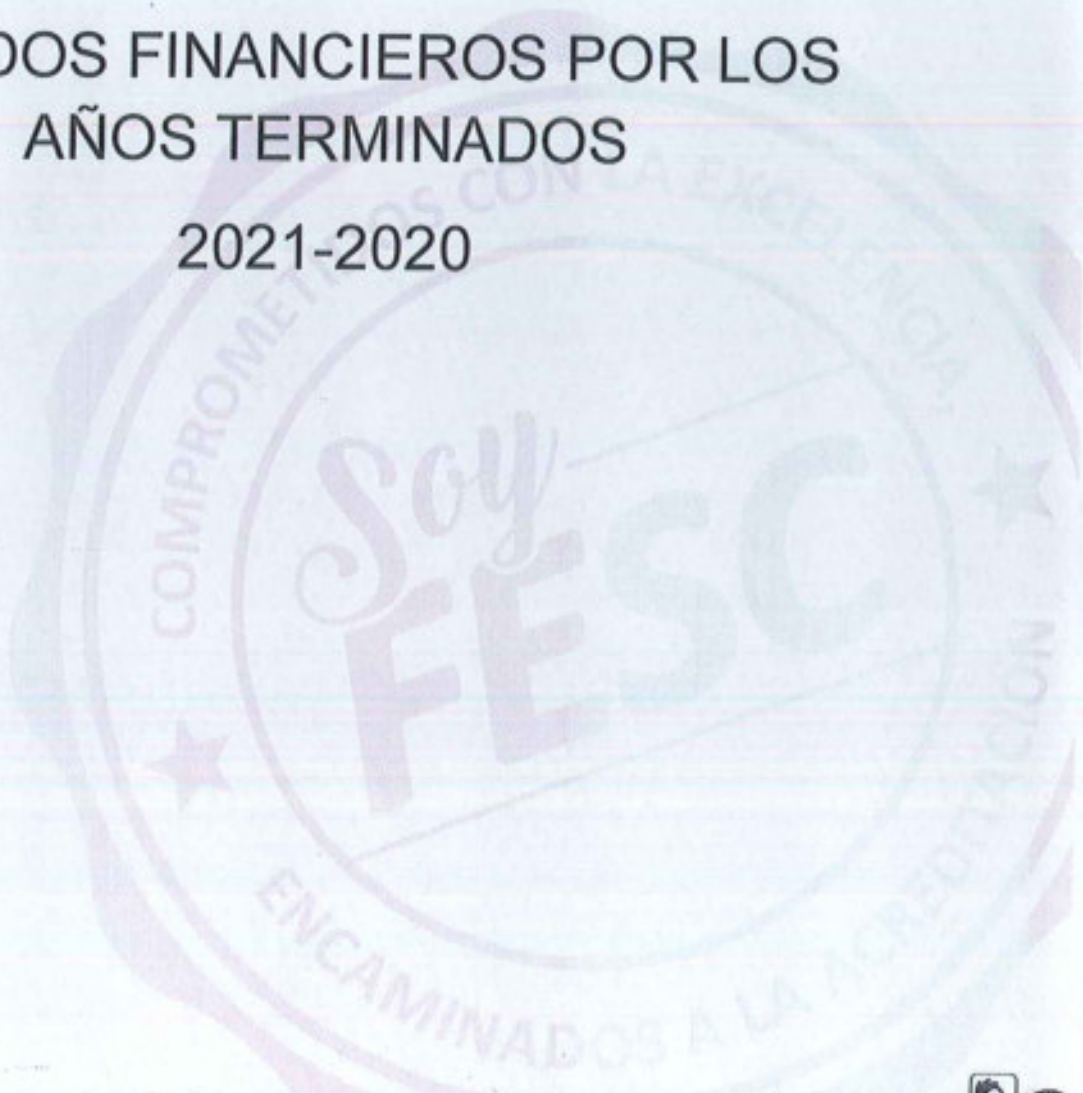 DOS FINANCIEROS POR LOS
AÑOS TERMINADOS
2021-2020
COMPROMETIDOS CON LA EXCELENCIA,
Soy
FESC
ENCAMINADOS A LA ACREDITACIÓN